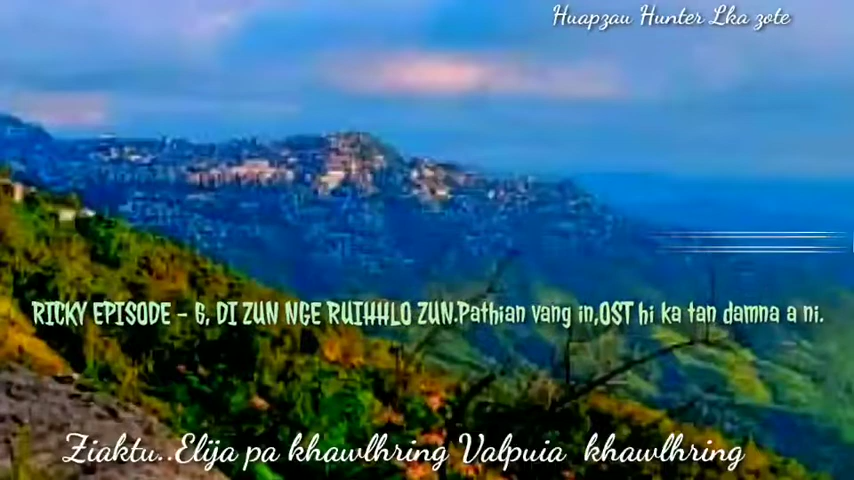 Huapzau Hunter Lka zote
RICKY EPISODE - 6, DI ZUN NGE RUIHHLO ZUN.Pathian vang in,OST hi ka tan damna a ni.
Ziaktu..Elija pa khawlhring Valpuia khawlhring